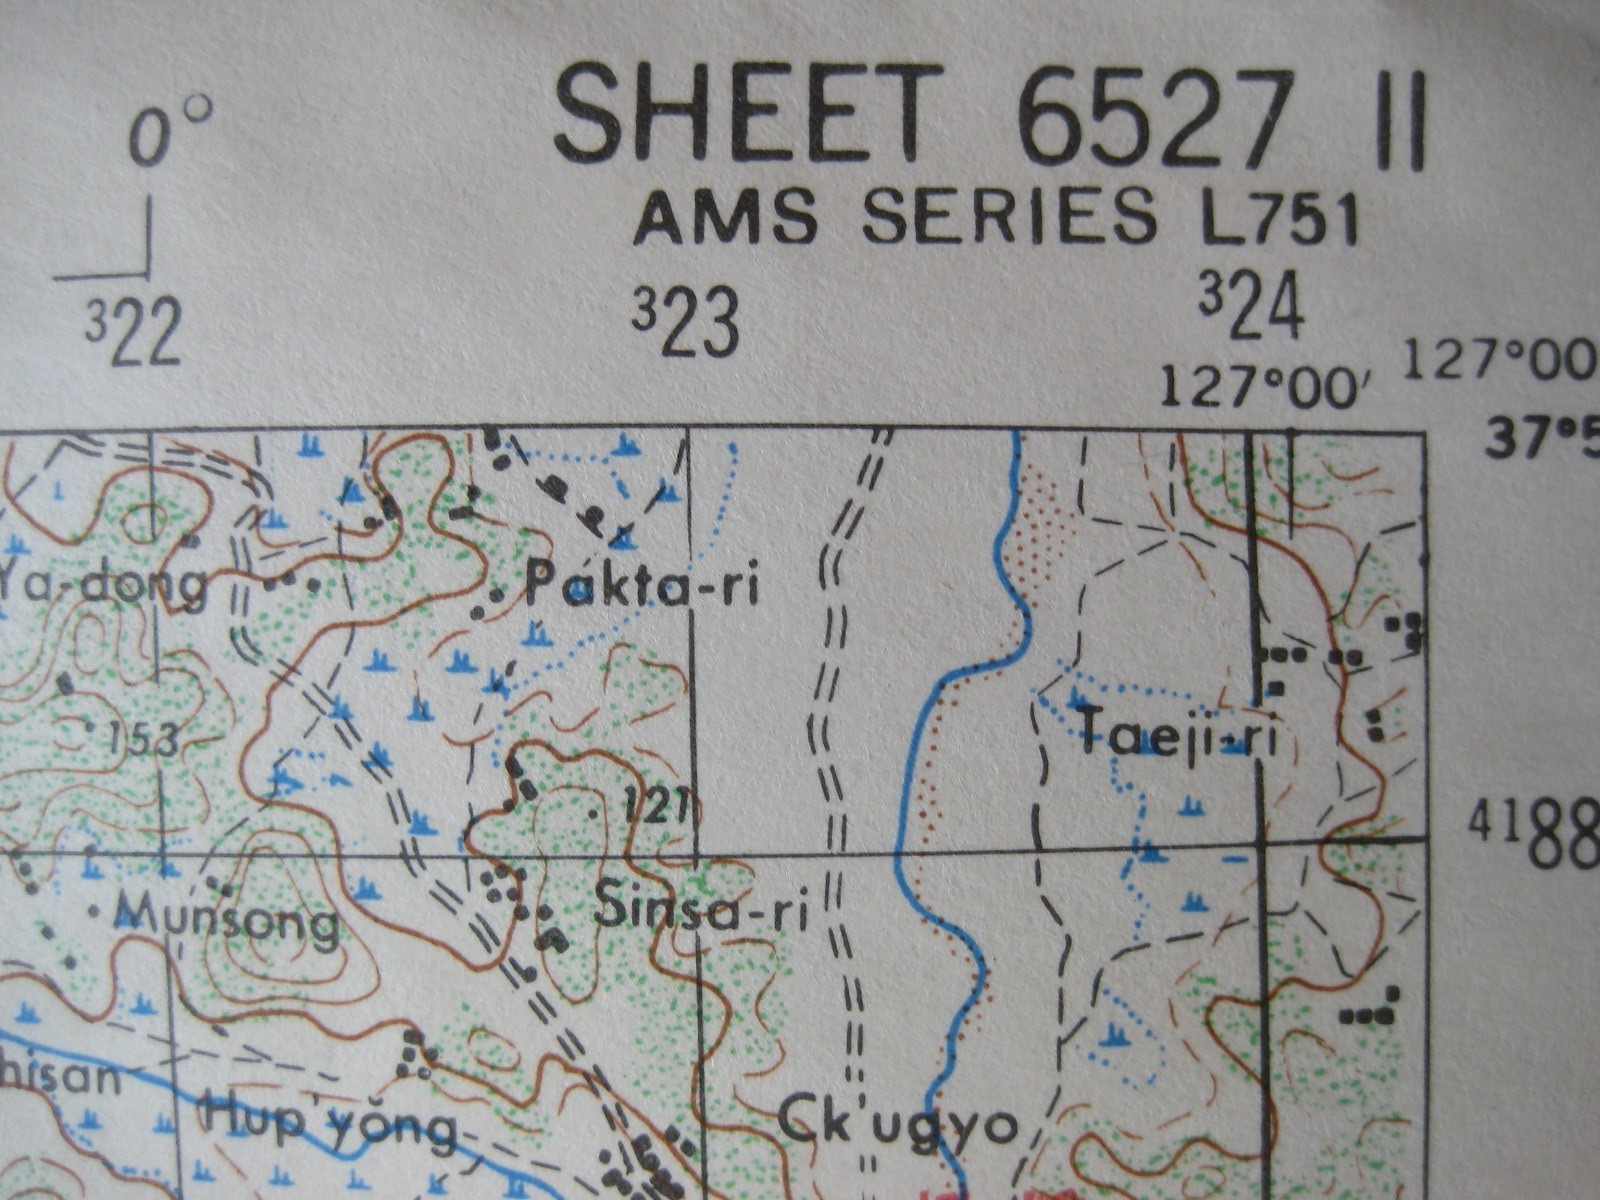 0°
SHEET 6527 II
AMS SERIES L751
322 323 324
127°00' 127°00
37°5
Ya-dong
Pakta-ri
153
Taeji-ri
121
4188
Munsong
Sinsa-ri
hisan
Hup'yŏng
Ck'ugyo